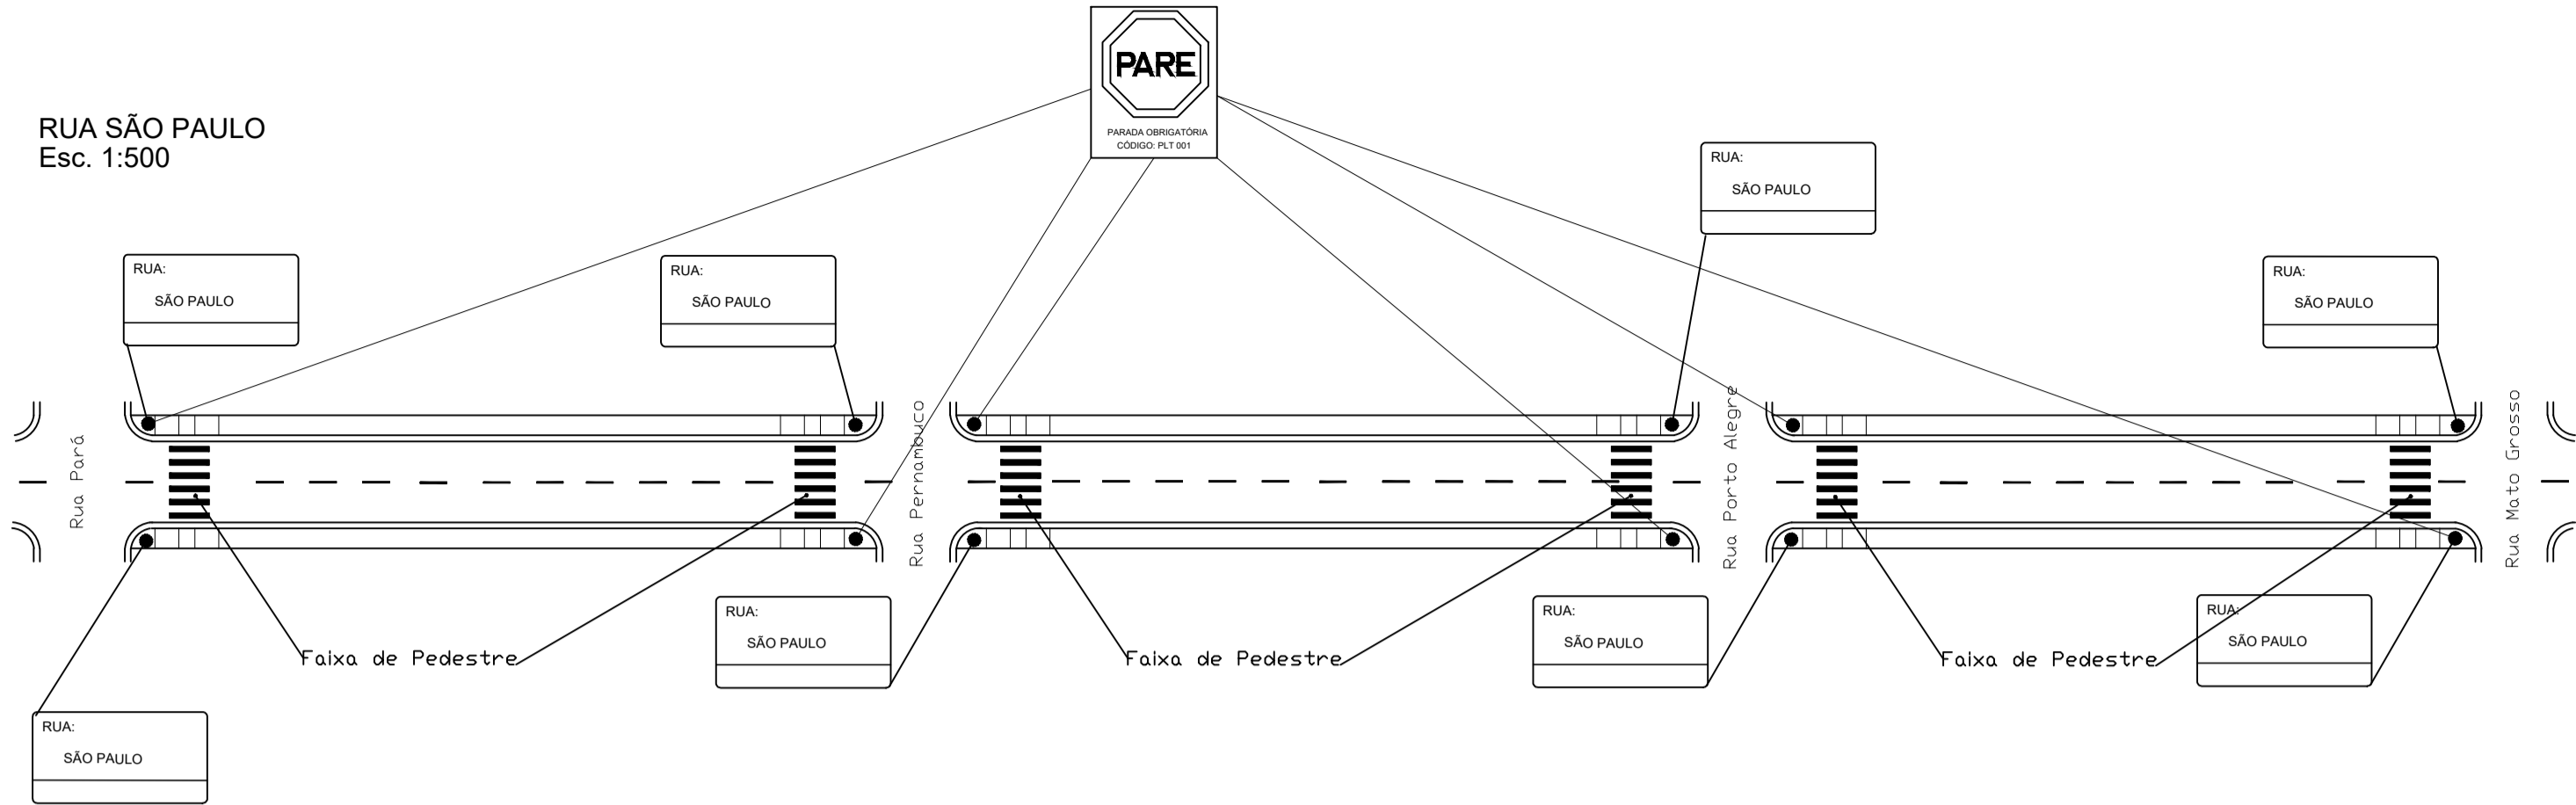 PARE
PARADA OBRIGATÓRIA
CÓDIGO: PLT 001
RUA SÃO PAULO
Esc. 1:500
RUA:
SÃO PAULO
RUA:
SÃO PAULO
RUA:
SÃO PAULO
RUA:
SÃO PAULO
Rua Pará
Rua Pernambuco
Rua Porto Alegre
Rua Mato Grosso
RUA:
SÃO PAULO
RUA:
SÃO PAULO
RUA:
SÃO PAULO
Faixa de Pedestre
Faixa de Pedestre
Faixa de Pedestre
RUA:
SÃO PAULO